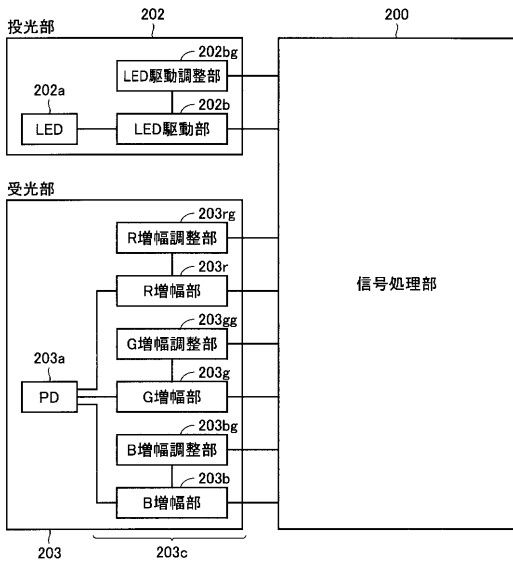 投光部
202
200
202bg
LED駆動調整部
202a
202b
LED
LED駆動部
受光部
203rg
R増幅調整部
203r
R増幅部
信号処理部
203gg
G増幅調整部
203a
203g
PD
G増幅部
203bg
B増幅調整部
203b
B増幅部
203
203c